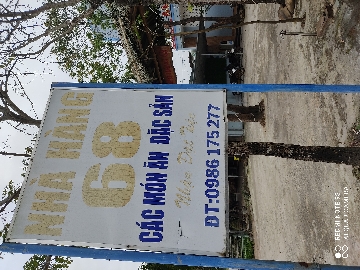 NHÀ HÀNG
68
CÁC MÓN ĂN ĐẶC SẢN
ĐT:0986 175 277